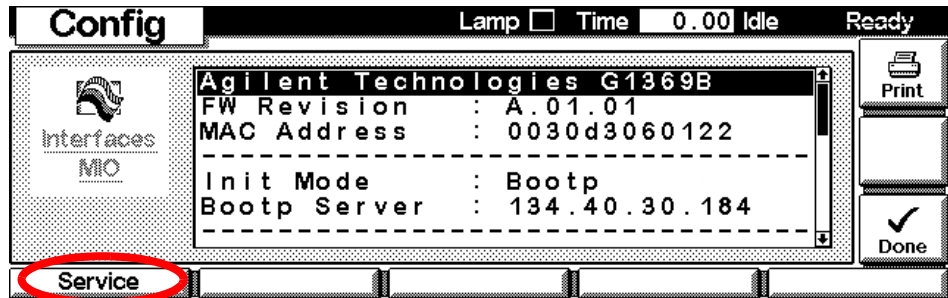 Config
Lamp Time 0.00 Idle Ready
Interfaces
MIO
Agilent Technologies G1369B
FW Revision : A.01.01
MAC Address : 0030d3060122
Init Mode : Bootp
Bootp Server : 134.40.30.184
Print
Done
Service